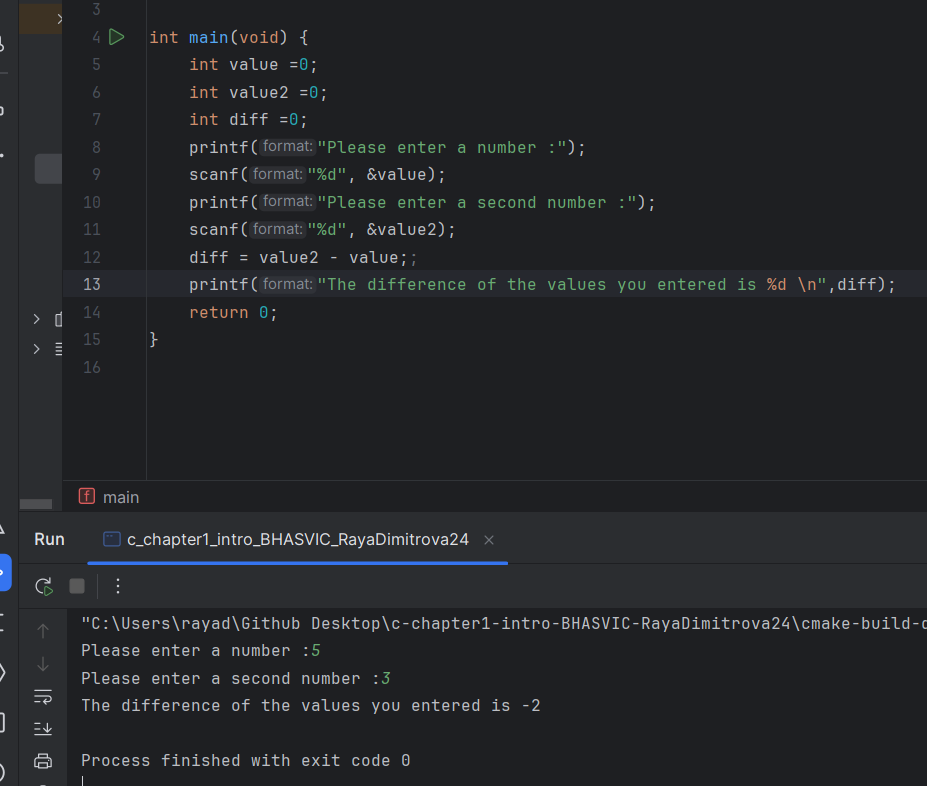 3
4 int main(void) {
5 int value =0;
6 int value2 =0;
7 int diff =0;
8 printf( format: "Please enter a number :");
9 scanf( format: "%d", &value);
10 printf( format: "Please enter a second number :");
11 scanf( format: "%d", &value2);
12 diff = value2 - value;;
13 printf( format: "The difference of the values you entered is %d \n",diff);
14 return 0;
15 }
16
f main
Run c_chapter1_intro_BHASVIC_RayaDimitrova24
"C:\Users\rayad\Github Desktop\c-chapter1-intro-BHASVIC-RayaDimitrova24\cmake-build-
Please enter a number :5
Please enter a second number :3
The difference of the values you entered is -2
Process finished with exit code 0